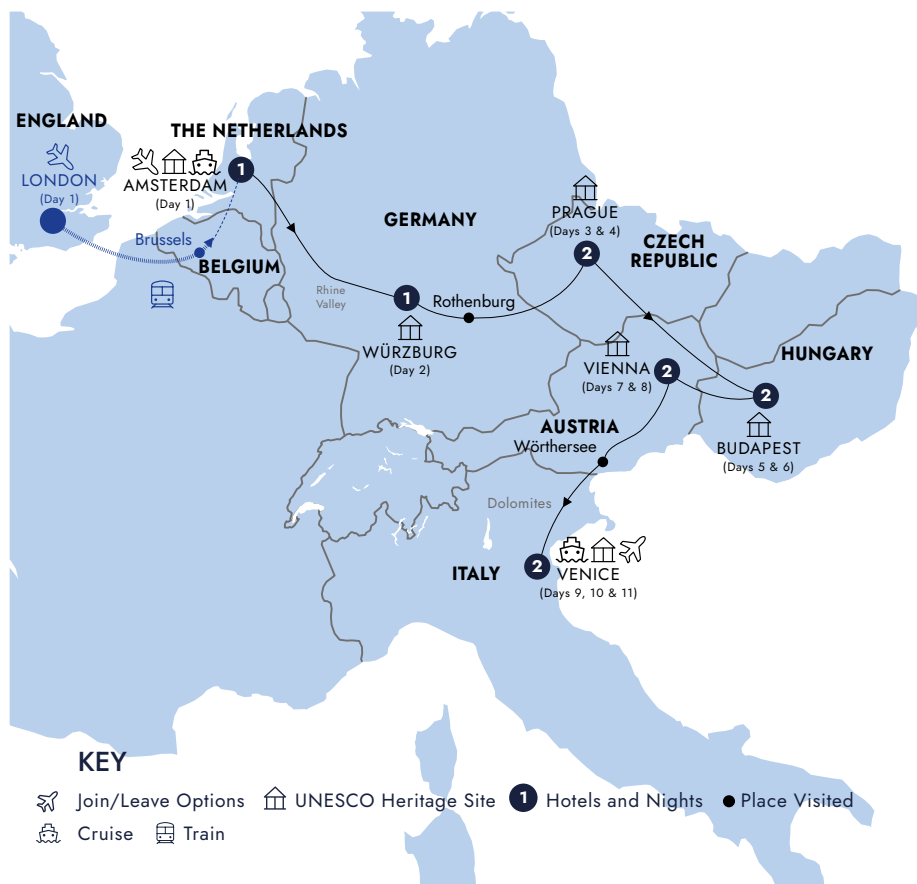 ENGLAND
LONDON
(Day 1)
THE NETHERLANDS
AMSTERDAM
(Day 1)
1
Brussels
BELGIUM
GERMANY
Rhine
Valley
1
WÜRZBURG
(Day 2)
Rothenburg
PRAGUE
(Days 3 & 4)
2
CZECH
REPUBLIC
HUNGARY
VIENNA
(Days 7 & 8)
2
2
BUDAPEST
(Days 5 & 6)
AUSTRIA
Wörthersee
Dolomites
ITALY
2
VENICE
(Days 9, 10 & 11)
KEY
Join/Leave Options
UNESCO Heritage Site
1
Hotels and Nights
Place Visited
Cruise
Train